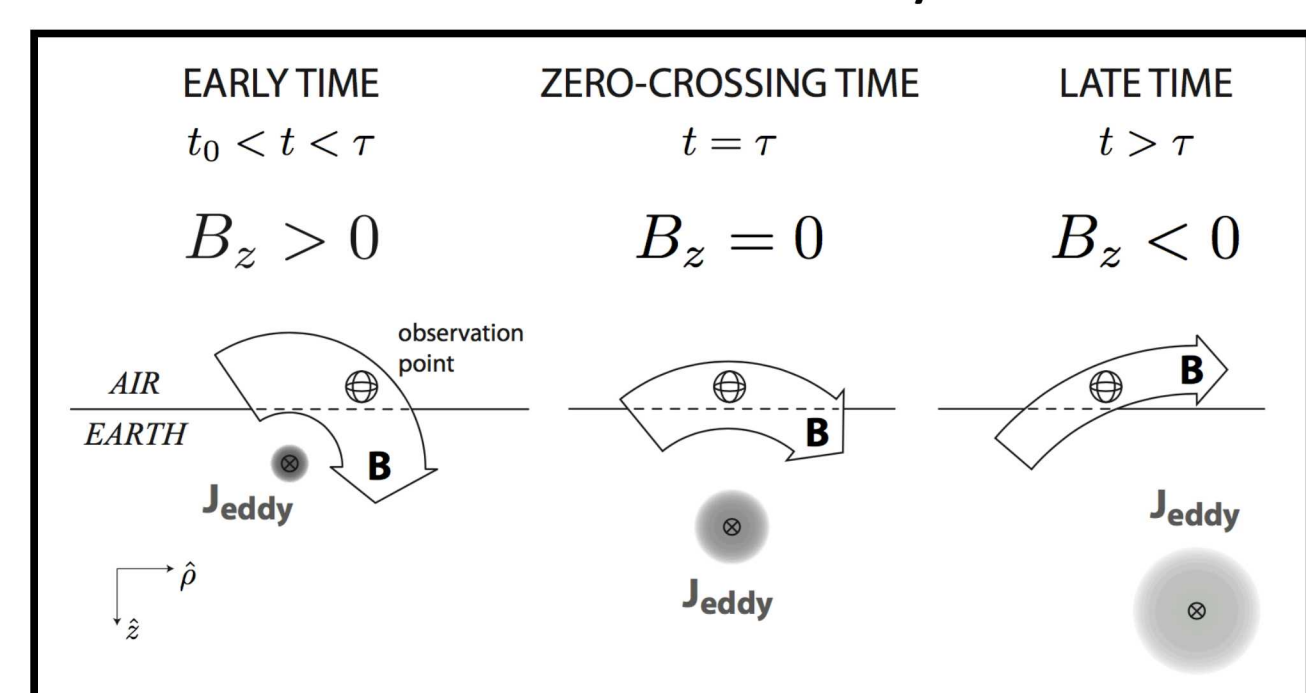 EARLY TIME
t₀ < t < τ
B_z > 0
ZERO-CROSSING TIME
t = τ
B_z = 0
LATE TIME
t > τ
B_z < 0
observation
point
AIR
EARTH
B
J_eddy
ρ̂
ẑ
B
J_eddy
B
J_eddy